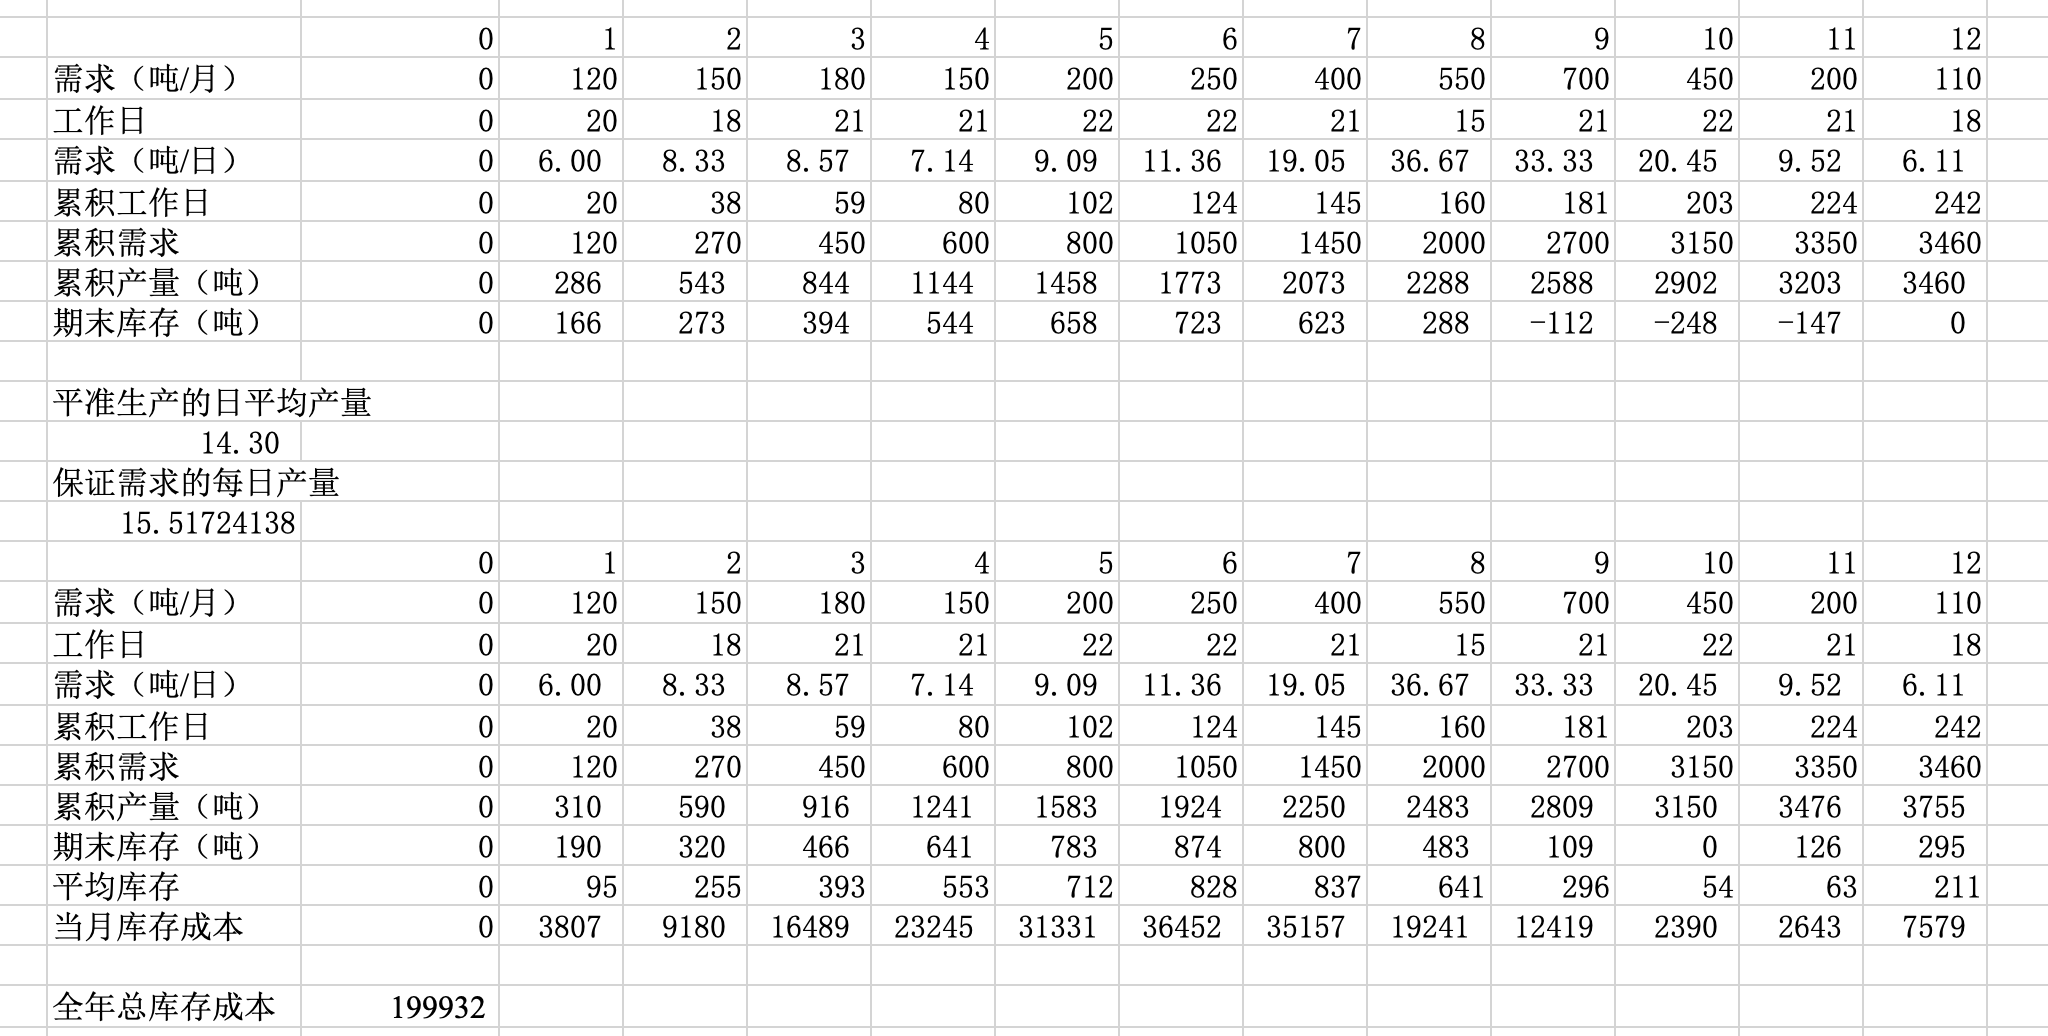 0 1 2 3 4 5 6 7 8 9 10 11 12
需求（吨/月） 0 120 150 180 150 200 250 400 550 700 450 200 110
工作日 0 20 18 21 21 22 22 21 15 21 22 21 18
需求（吨/日） 0 6.00 8.33 8.57 7.14 9.09 11.36 19.05 36.67 33.33 20.45 9.52 6.11
累积工作日 0 20 38 59 80 102 124 145 160 181 203 224 242
累积需求 0 120 270 450 600 800 1050 1450 2000 2700 3150 3350 3460
累积产量（吨） 0 286 543 844 1144 1458 1773 2073 2288 2588 2902 3203 3460
期末库存（吨） 0 166 273 394 544 658 723 623 288 -112 -248 -147 0
平准生产的日平均产量
14.30
保证需求的每日产量
15.51724138
0 1 2 3 4 5 6 7 8 9 10 11 12
需求（吨/月） 0 120 150 180 150 200 250 400 550 700 450 200 110
工作日 0 20 18 21 21 22 22 21 15 21 22 21 18
需求（吨/日） 0 6.00 8.33 8.57 7.14 9.09 11.36 19.05 36.67 33.33 20.45 9.52 6.11
累积工作日 0 20 38 59 80 102 124 145 160 181 203 224 242
累积需求 0 120 270 450 600 800 1050 1450 2000 2700 3150 3350 3460
累积产量（吨） 0 310 590 916 1241 1583 1924 2250 2483 2809 3150 3476 3755
期末库存（吨） 0 190 320 466 641 783 874 800 483 109 0 126 295
平均库存 0 95 255 393 553 712 828 837 641 296 54 63 211
当月库存成本 0 3807 9180 16489 23245 31331 36452 35157 19241 12419 2390 2643 7579
全年总库存成本 199932